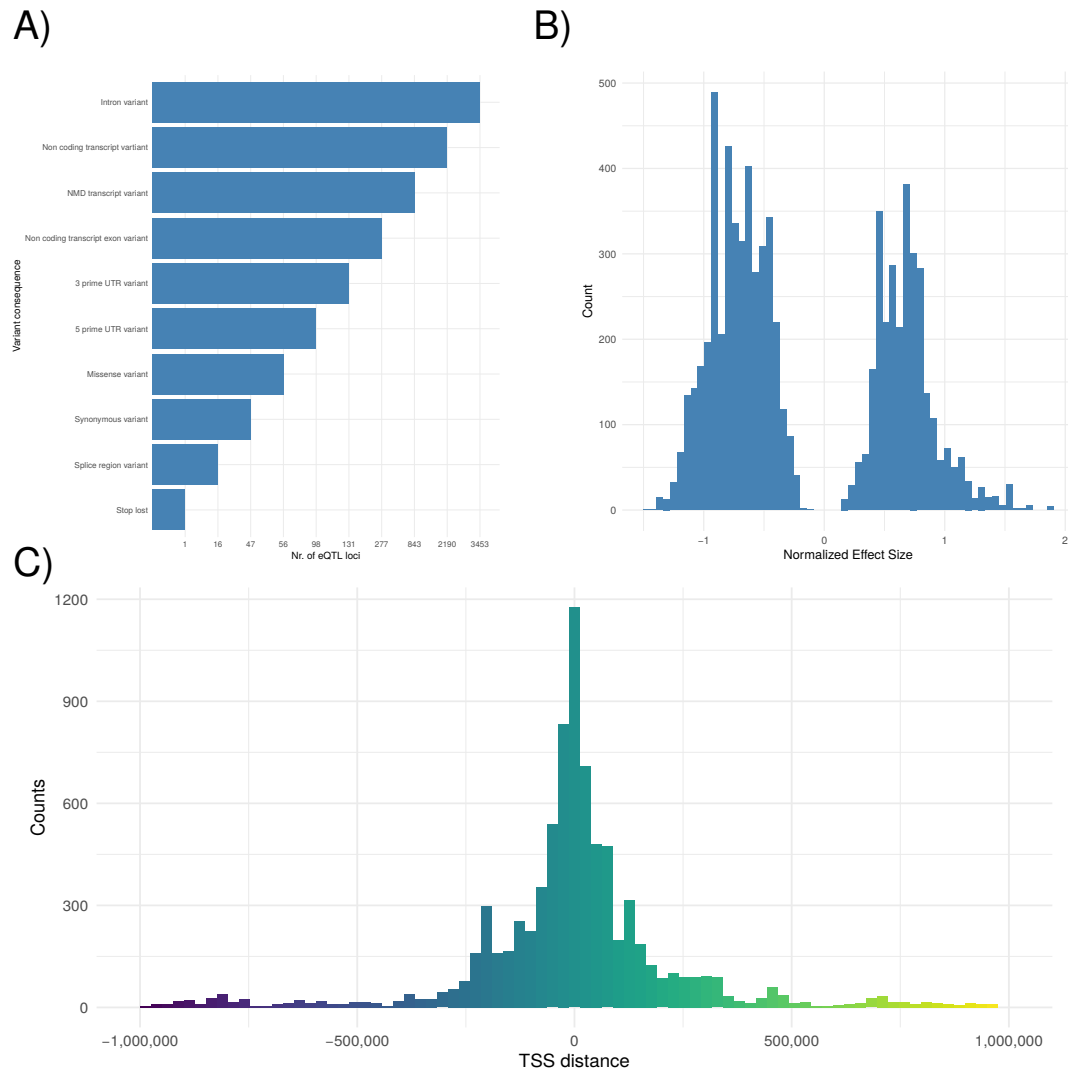 A)
Variant consequence
Intron variant
Non coding transcript vartiant
NMD transcript variant
Non coding transcript exon variant
3 prime UTR variant
5 prime UTR variant
Missense variant
Synonymous variant
Splice region variant
Stop lost
1 16 47 56 98 131 277 843 2190 3453
Nr. of eQTL loci
B)
Count
500
400
300
200
100
0
−1 0 1 2
Normalized Effect Size
C)
Counts
1200
900
600
300
0
−1,000,000 −500,000 0 500,000 1,000,000
TSS distance